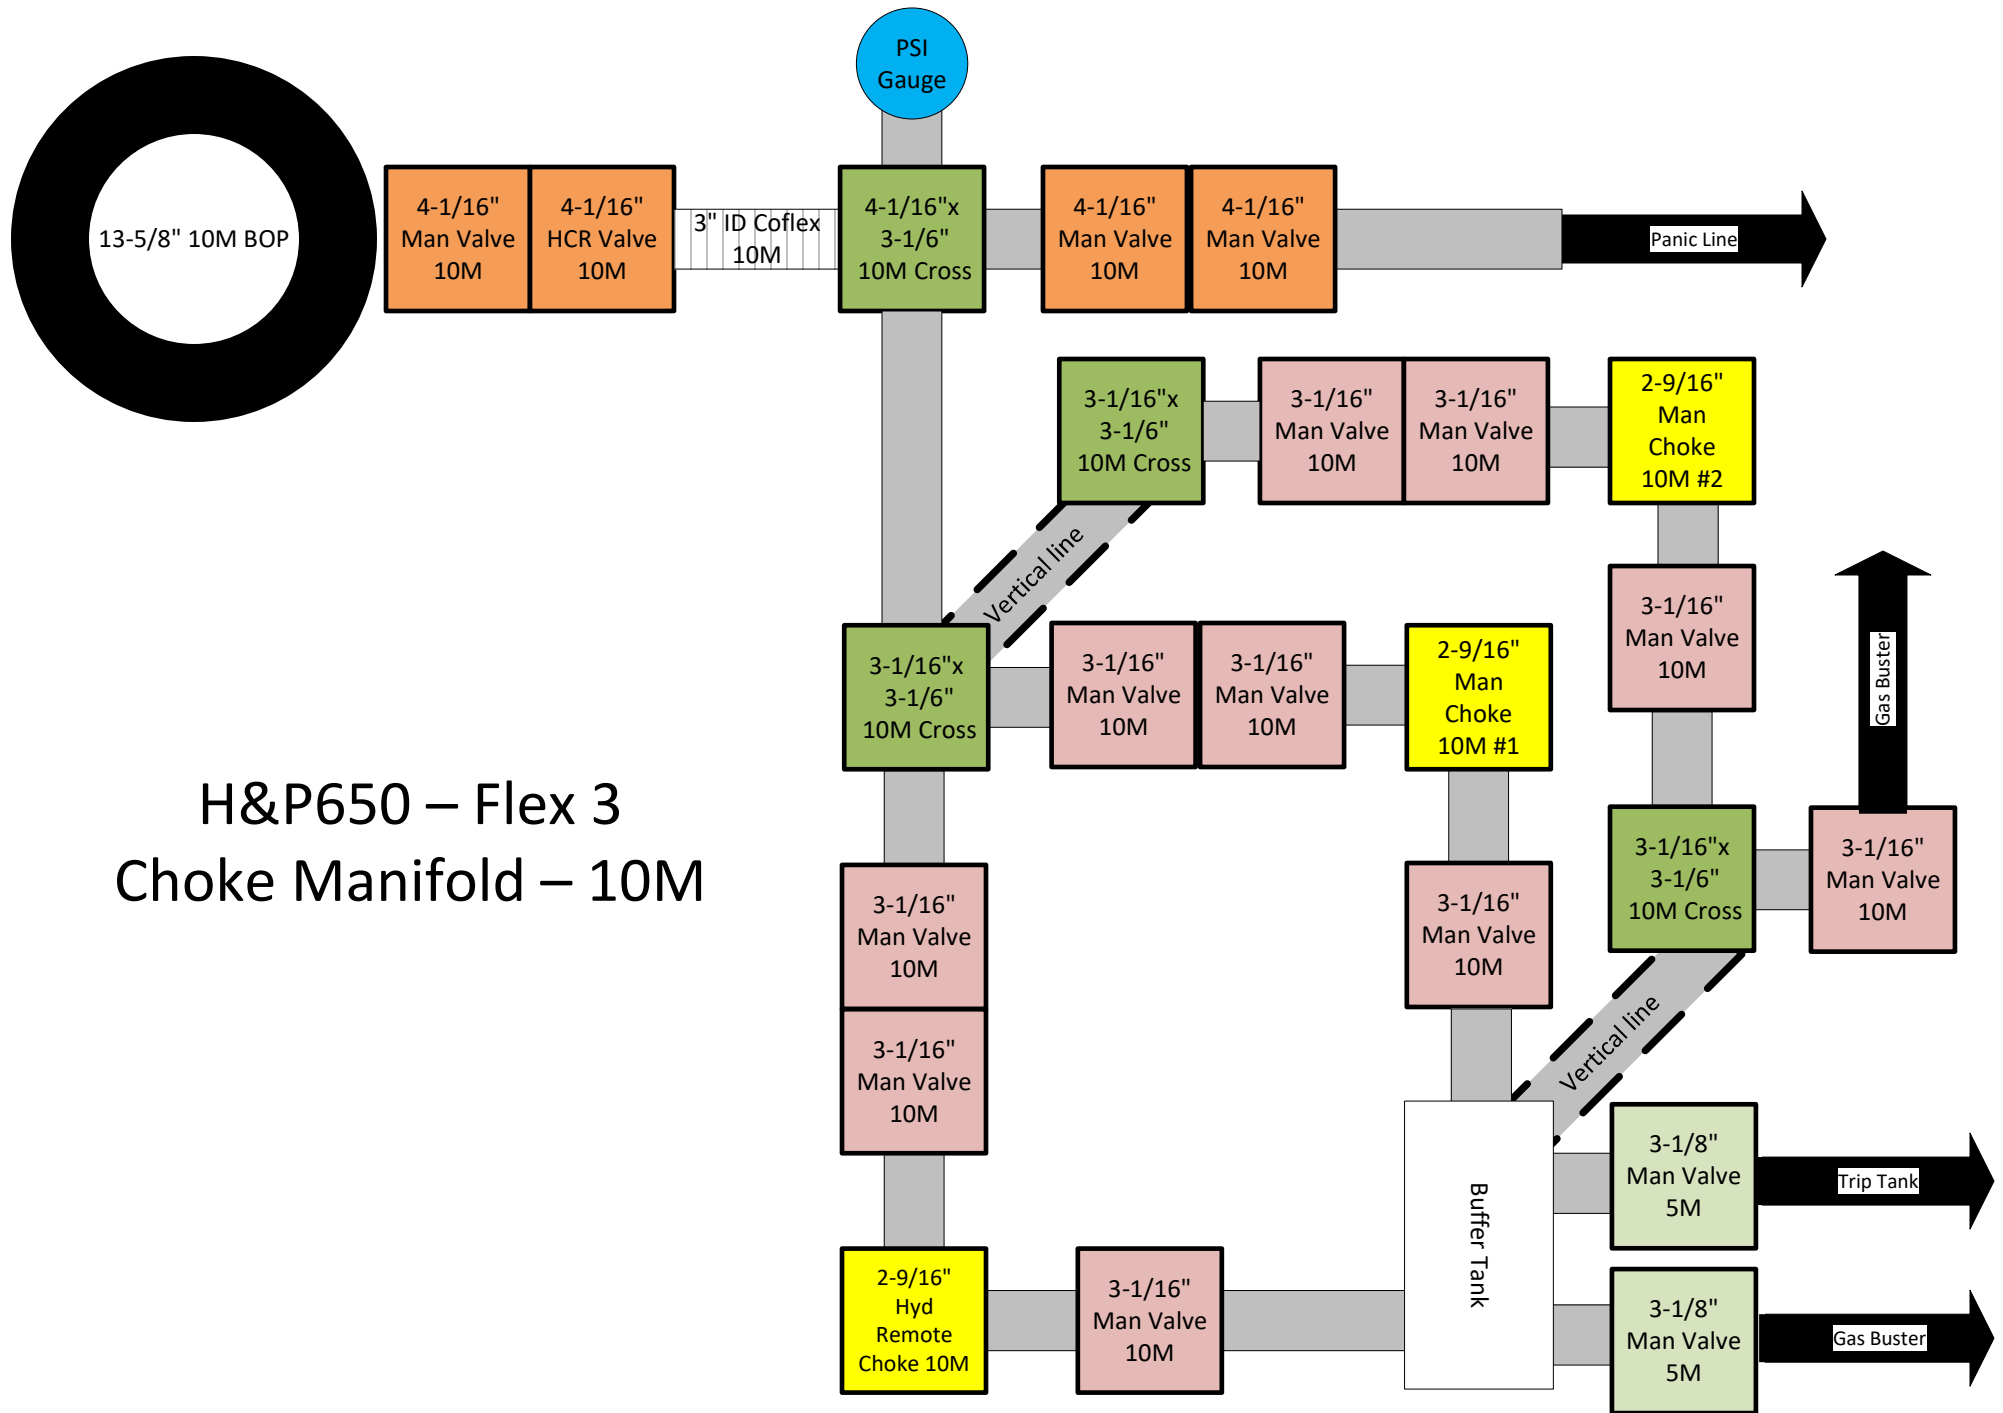 PSI
Gauge
13-5/8" 10M BOP
4-1/16"
Man Valve
10M
4-1/16"
HCR Valve
10M
3" ID Coflex
10M
4-1/16"x
3-1/6"
10M Cross
4-1/16"
Man Valve
10M
4-1/16"
Man Valve
10M
Panic Line
3-1/16"x
3-1/6"
10M Cross
3-1/16"
Man Valve
10M
3-1/16"
Man Valve
10M
2-9/16"
Man
Choke
10M #2
Vertical line
3-1/16"x
3-1/6"
10M Cross
3-1/16"
Man Valve
10M
3-1/16"
Man Valve
10M
2-9/16"
Man
Choke
10M #1
3-1/16"
Man Valve
10M
Gas Buster
H&P650 – Flex 3
Choke Manifold – 10M
3-1/16"
Man Valve
10M
3-1/16"
Man Valve
10M
3-1/16"x
3-1/6"
10M Cross
3-1/16"
Man Valve
10M
3-1/16"
Man Valve
10M
Vertical line
Buffer Tank
3-1/8"
Man Valve
5M
Trip Tank
2-9/16"
Hyd
Remote
Choke 10M
3-1/16"
Man Valve
10M
3-1/8"
Man Valve
5M
Gas Buster